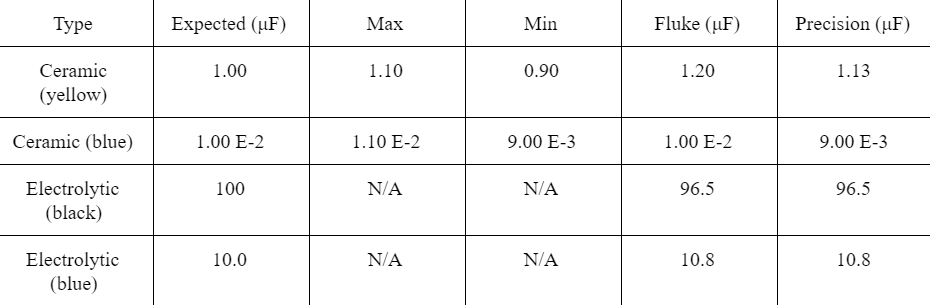 Type Expected (μF) Max Min Fluke (μF) Precision (μF)
Ceramic (yellow) 1.00 1.10 0.90 1.20 1.13
Ceramic (blue) 1.00 E-2 1.10 E-2 9.00 E-3 1.00 E-2 9.00 E-3
Electrolytic (black) 100 N/A N/A 96.5 96.5
Electrolytic (blue) 10.0 N/A N/A 10.8 10.8